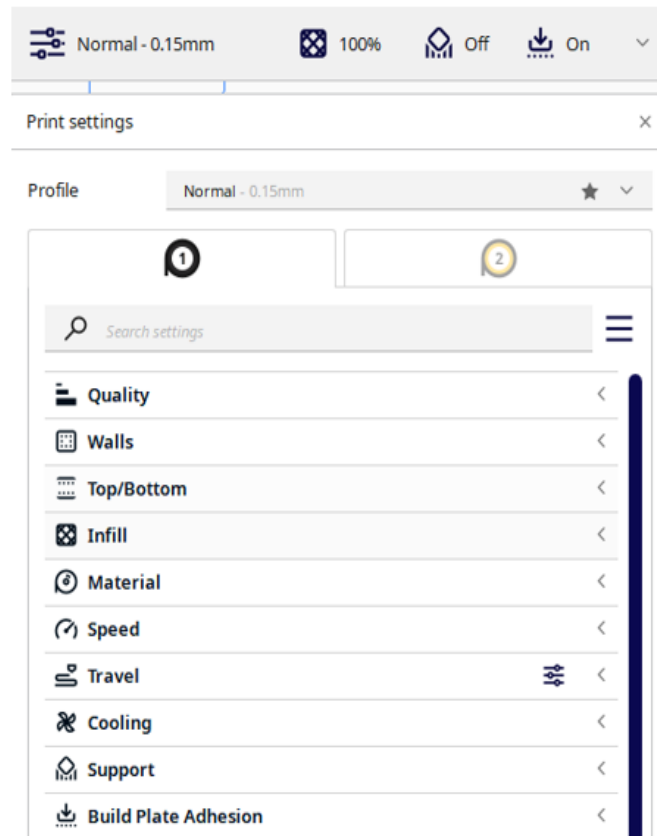 Normal - 0.15mm 100% Off On
Print settings
Profile Normal - 0.15mm
1 2
Search settings
Quality
Walls
Top/Bottom
Infill
Material
Speed
Travel
Cooling
Support
Build Plate Adhesion